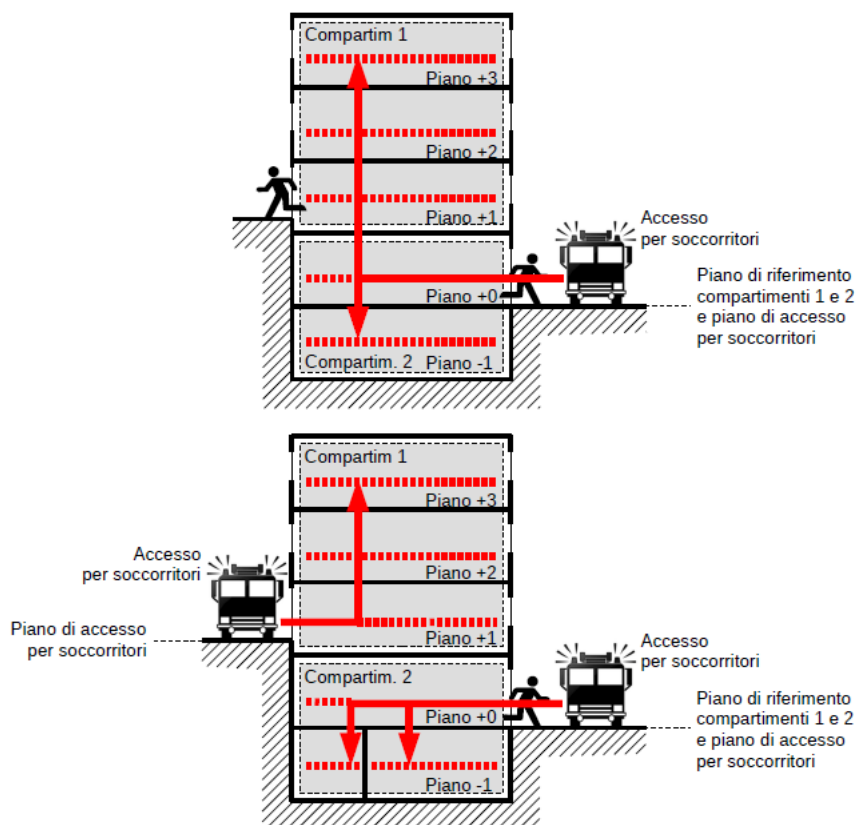 Compartim 1
Piano +3
Piano +2
Piano +1
Accesso
per soccorritori
Piano +0
Piano di riferimento
compartimenti 1 e 2
e piano di accesso
per soccorritori
Compartim. 2 Piano -1
Compartim 1
Piano +3
Accesso
per soccorritori
Piano +2
Piano di accesso
per soccorritori
Piano +1
Accesso
per soccorritori
Compartim. 2
Piano +0
Piano di riferimento
compartimenti 1 e 2
e piano di accesso
per soccorritori
Piano -1